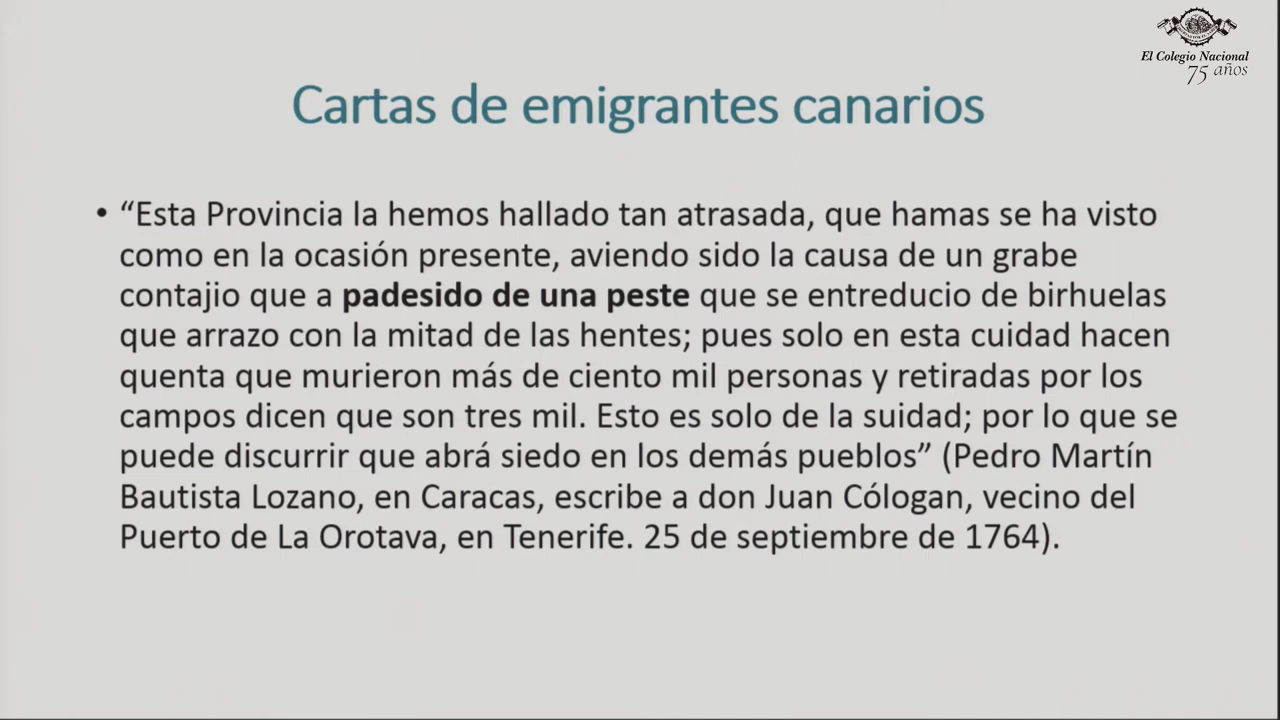 El Colegio Nacional
75 años
Cartas de emigrantes canarios
• “Esta Provincia la hemos hallado tan atrasada, que hamas se ha visto
como en la ocasión presente, aviendo sido la causa de un grabe
contajio que a padesido de una peste que se entreducio de birhuelas
que arrazo con la mitad de las hentes; pues solo en esta cuidad hacen
quenta que murieron más de ciento mil personas y retiradas por los
campos dicen que son tres mil. Esto es solo de la suidad; por lo que se
puede discurrir que abrá siedo en los demás pueblos” (Pedro Martín
Bautista Lozano, en Caracas, escribe a don Juan Cólogan, vecino del
Puerto de La Orotava, en Tenerife. 25 de septiembre de 1764).